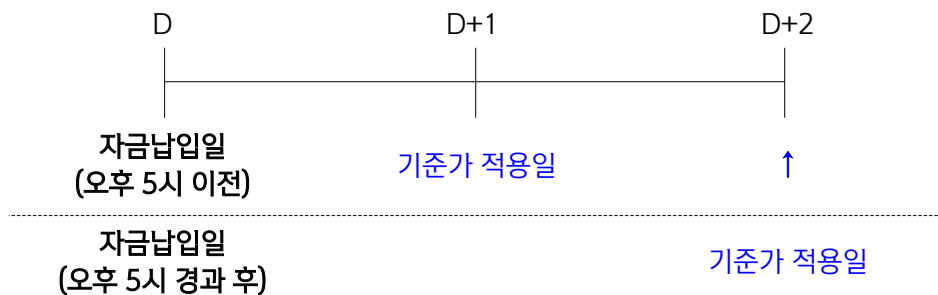 D D+1 D+2
자금납입일
(오후 5시 이전)
기준가 적용일
↑
자금납입일
(오후 5시 경과 후)
기준가 적용일